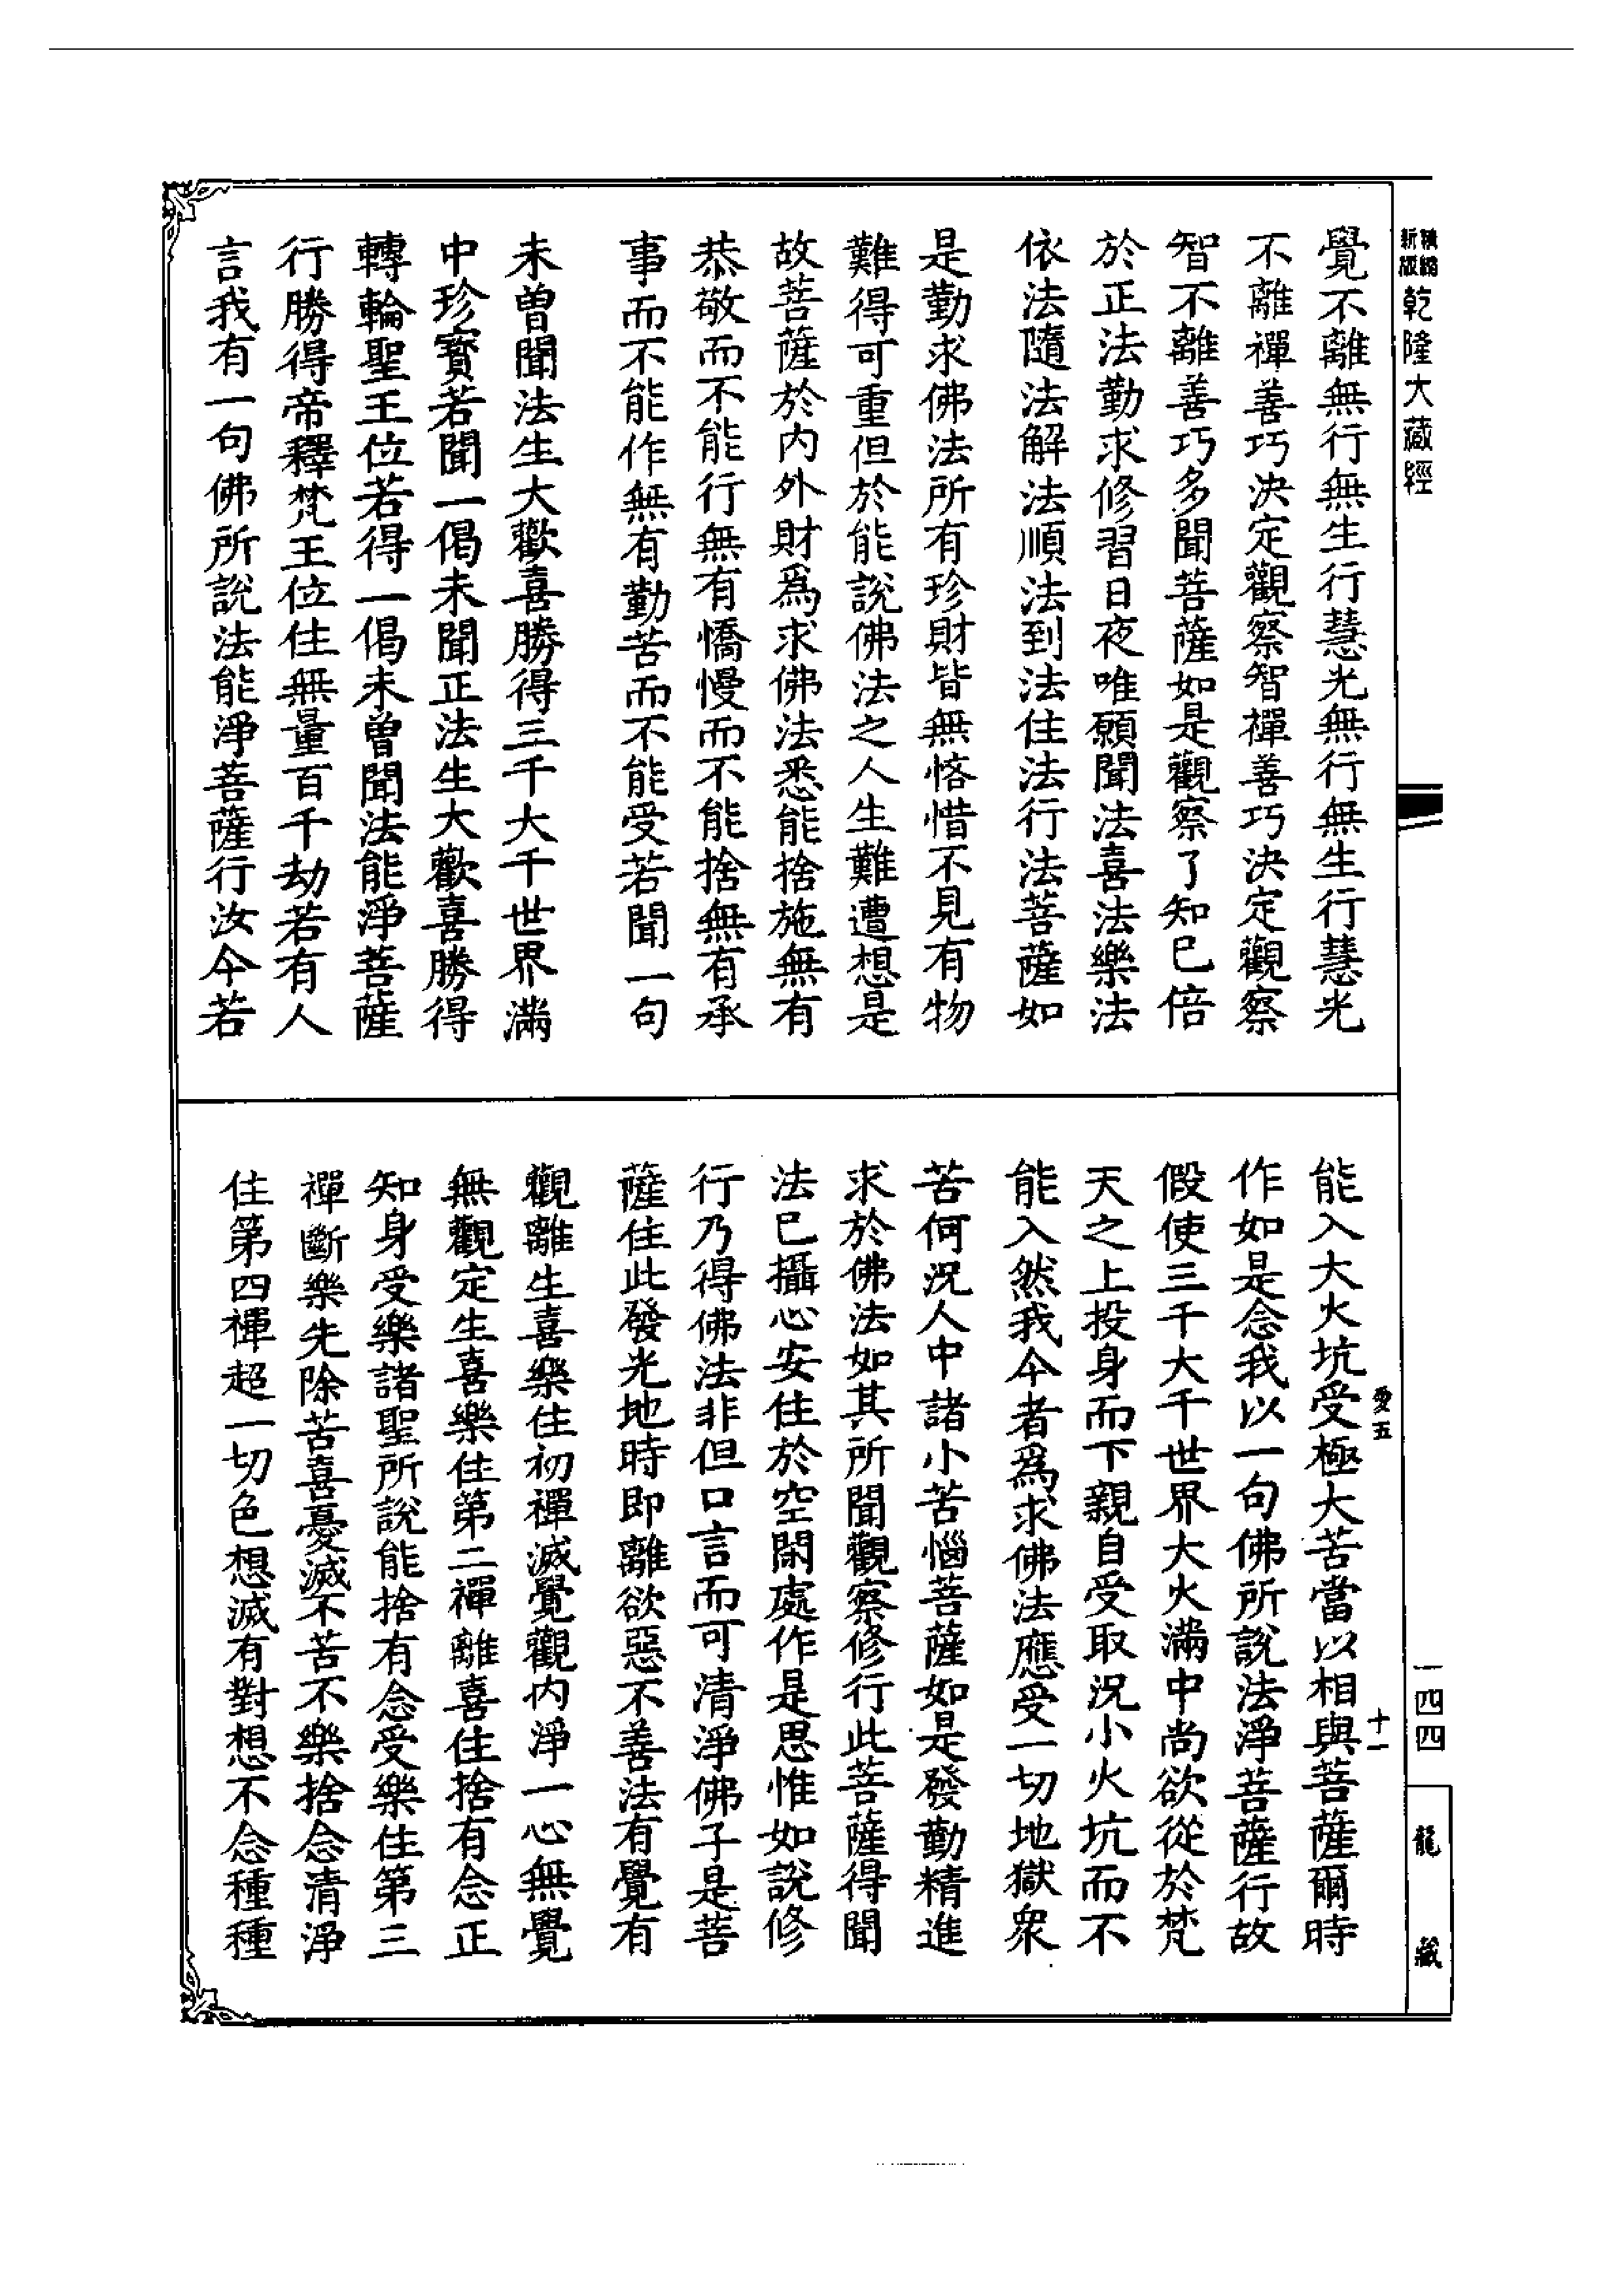 精縮新版乾隆大藏經
覺不離無行無生行慧光無行無生行慧光
不離禪善巧決定觀察智禪善巧決定觀察
智不離善巧多聞菩薩如是觀察了知已倍
於正法勤求修習日夜唯願聞法喜法樂法
依法隨法解法順法到法住法行法菩薩如
是勤求佛法所有珍財皆無悋惜不見有物
難得可重但於能說佛法之人生難遭想是
故菩薩於內外財爲求佛法悉能捨施無有
恭敬而不能行無有憍慢而不能捨無有承
事而不能作無有勤苦而不能受若聞一句
未曾聞法生大歡喜勝得三千大千世界滿
中珍寶若聞一偈未聞正法生大歡喜勝得
轉輪聖王位若得一偈未曾聞法能淨菩薩
行勝得帝釋梵王位住無量百千劫若有人
言我有一句佛所說法能淨菩薩行汝今若
能入大火坑受極大苦當以相與菩薩爾時
作如是念我以一句佛所說法淨菩薩行故
假使三千大千世界大火滿中尚欲從於梵
天之上投身而下親自受取況小火坑而不
能入然我今者爲求佛法應受一切地獄衆
苦何況人中諸小苦惱菩薩如是發勤精進
求於佛法如其所聞觀察修行此菩薩得聞
法已攝心安住於空閑處作是思惟如說修
行乃得佛法非但口言而可清淨佛子是菩
薩住此發光地時即離欲惡不善法有覺有
觀離生喜樂住初禪滅覺觀內淨一心無覺
無觀定生喜樂住第二禪離喜住捨有念正
知身受樂諸聖所說能捨有念受樂住第三
禪斷樂先除苦喜憂滅不苦不樂捨念清淨
住第四禪超一切色想滅有對想不念種種
愛五
十一
一四四
龍藏